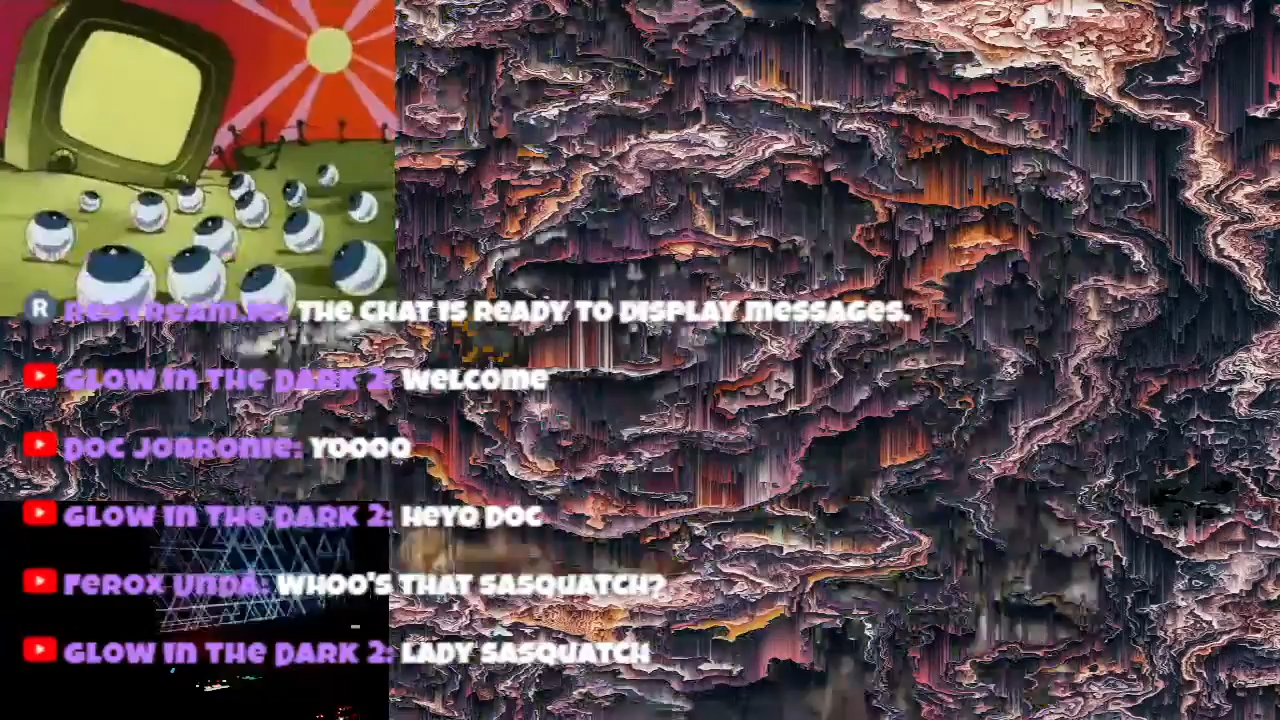 R Restream.io: The chat is ready to display messages.
Glow in the Dark 2: Welcome
Doc Jobronie: Yoooo
Glow in the Dark 2: Heyo Doc
Ferox Unda: Whoo's that sasquatch?
Glow in the Dark 2: Lady Sasquatch